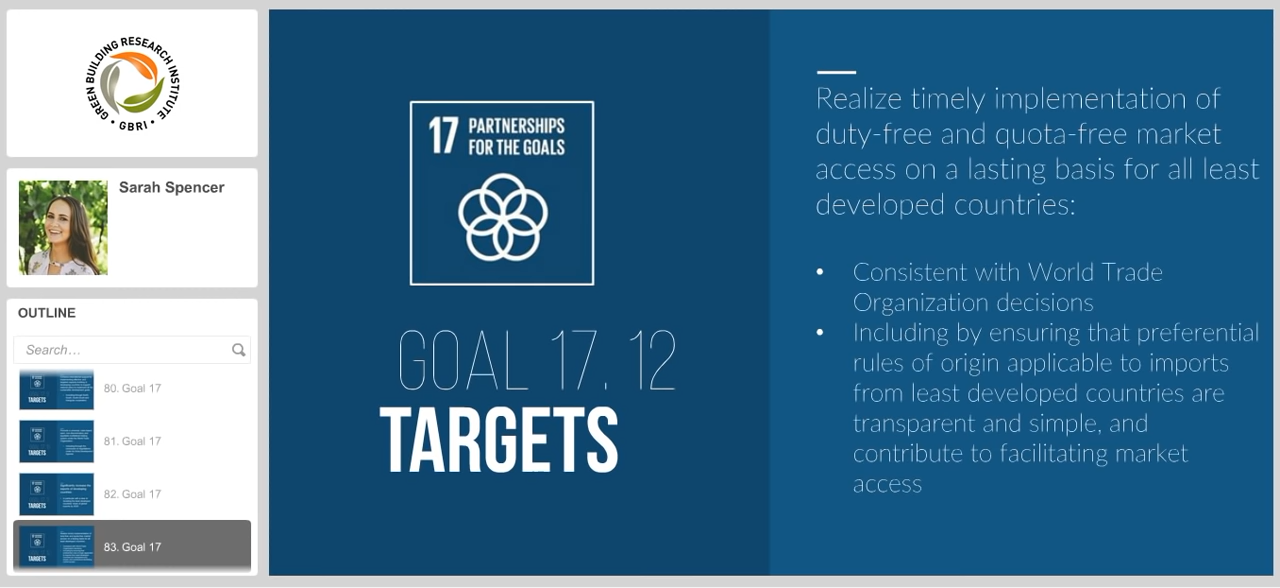 GREEN BUILDING RESEARCH INSTITUTE
• GBRI •
Sarah Spencer
OUTLINE
Search...
80. Goal 17
TARGETS
81. Goal 17
TARGETS
82. Goal 17
TARGETS
83. Goal 17
TARGETS
17 PARTNERSHIPS
FOR THE GOALS
GOAL 17. 12
TARGETS
Realize timely implementation of
duty-free and quota-free market
access on a lasting basis for all least
developed countries:
• Consistent with World Trade
Organization decisions
• Including by ensuring that preferential
rules of origin applicable to imports
from least developed countries are
transparent and simple, and
contribute to facilitating market
access